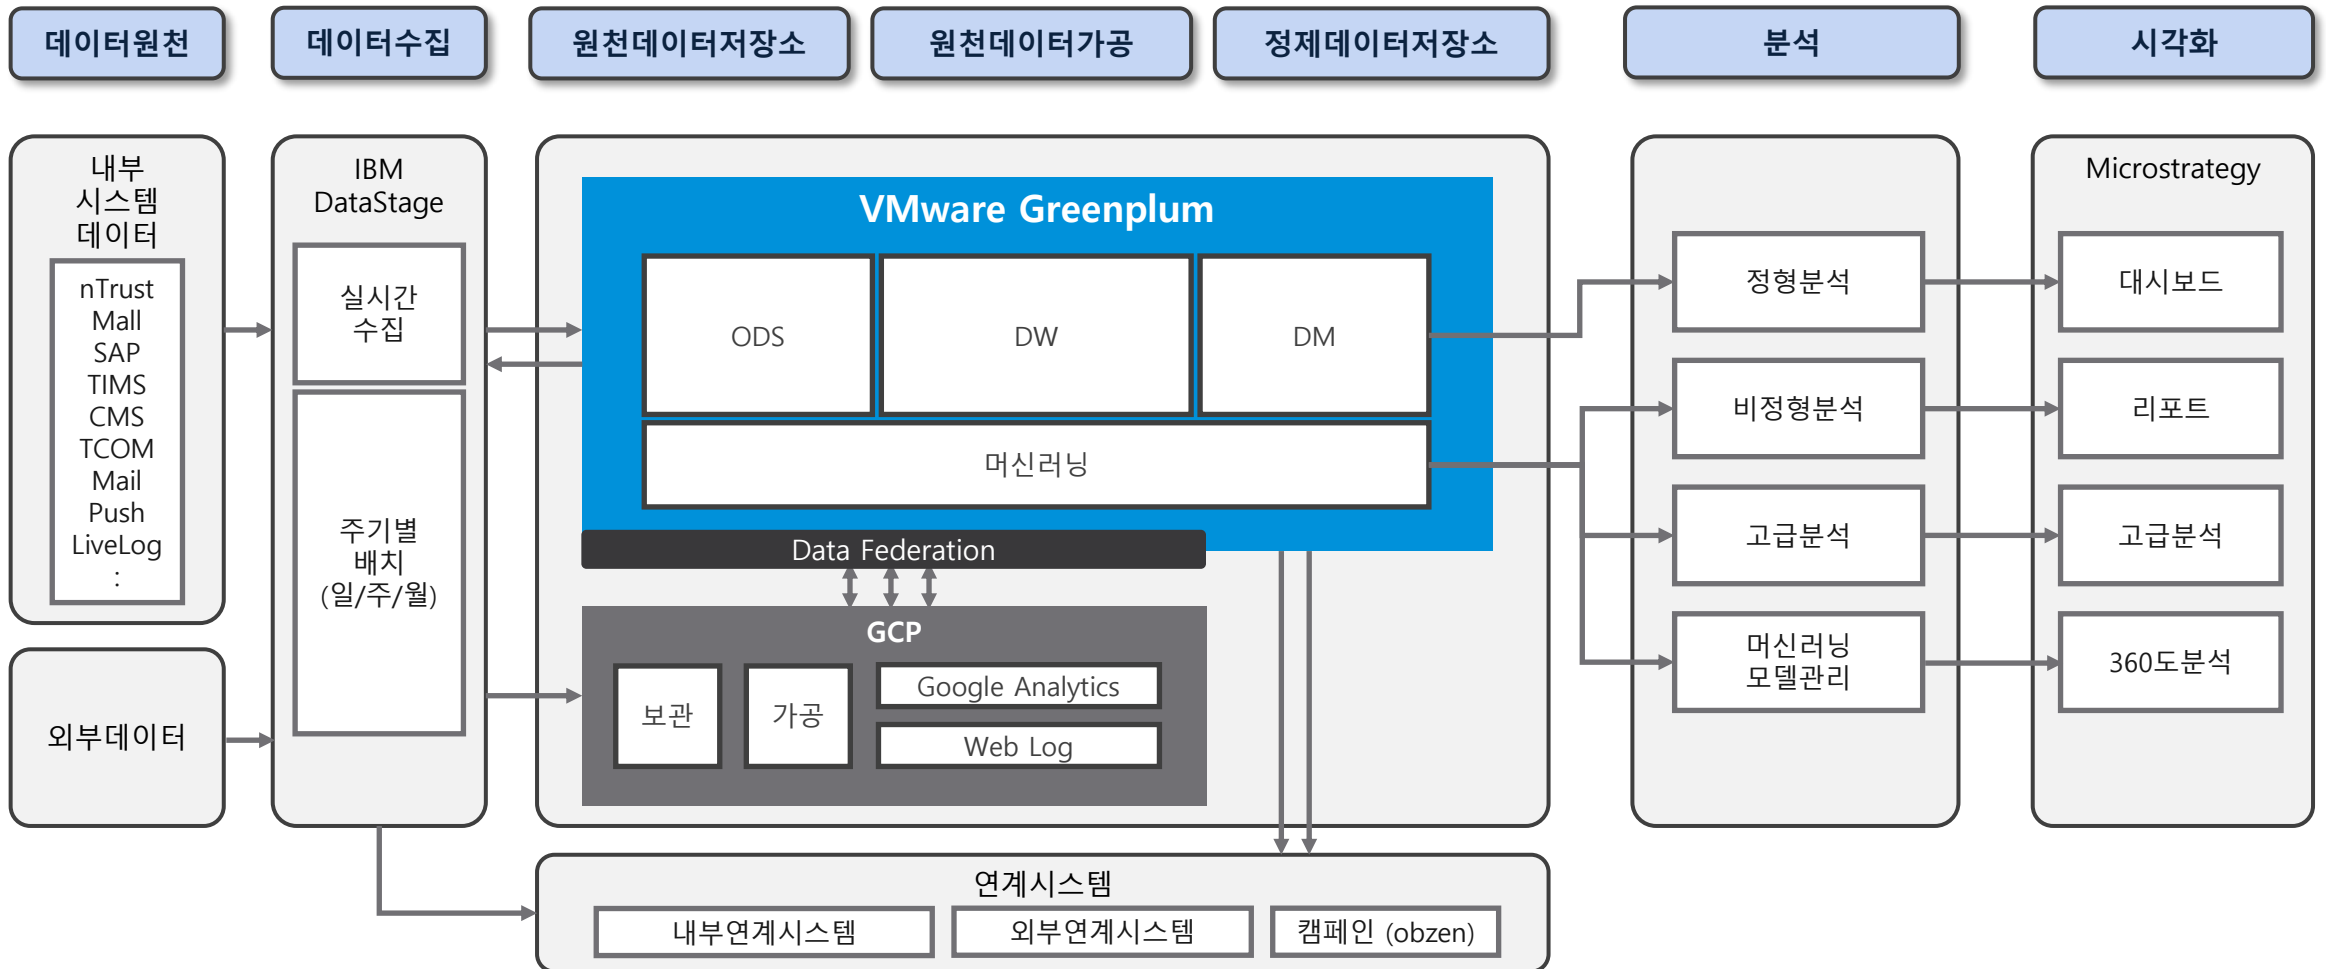 데이터원천
데이터수집
원천데이터저장소
원천데이터가공
정제데이터저장소
분석
시각화
내부
시스템
데이터
nTrust
Mall
SAP
TIMS
CMS
TCOM
Mail
Push
LiveLog
:
외부데이터
IBM
DataStage
실시간
수집
주기별
배치
(일/주/월)
VMware Greenplum
ODS
DW
DM
머신러닝
Data Federation
GCP
보관
가공
Google Analytics
Web Log
연계시스템
내부연계시스템
외부연계시스템
캠페인 (obzen)
정형분석
비정형분석
고급분석
머신러닝
모델관리
Microstrategy
대시보드
리포트
고급분석
360도분석